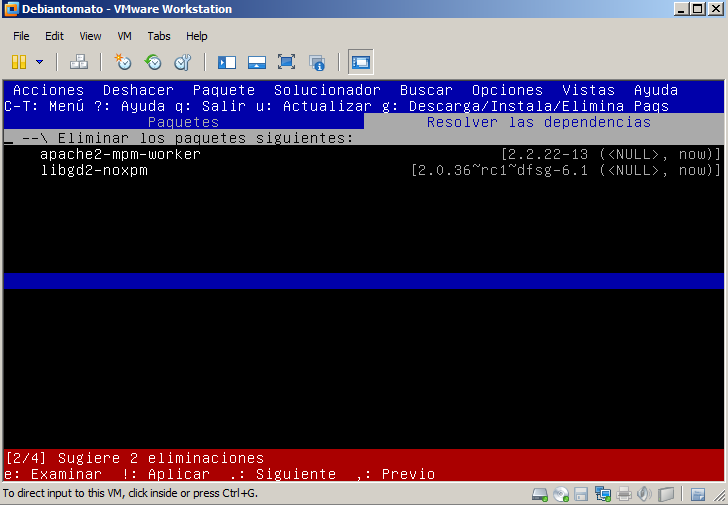 Debiantomato - VMware Workstation
File Edit View VM Tabs Help
Acciones Deshacer Paquete Solucionador Buscar Opciones Vistas Ayuda
C-T: Menú ?: Ayuda q: Salir u: Actualizar g: Descarga/Instala/Elimina Paqs
Paquetes Resolver las dependencias
--\ Eliminar los paquetes siguientes:
apache2-mpm-worker [2.2.22-13 (<NULL>, now)]
libgd2-noxpm [2.0.36~rc1~dfsg-6.1 (<NULL>, now)]
[2/4] Sugiere 2 eliminaciones
e: Examinar !: Aplicar .: Siguiente ,: Previo
To direct input to this VM, click inside or press Ctrl+G.